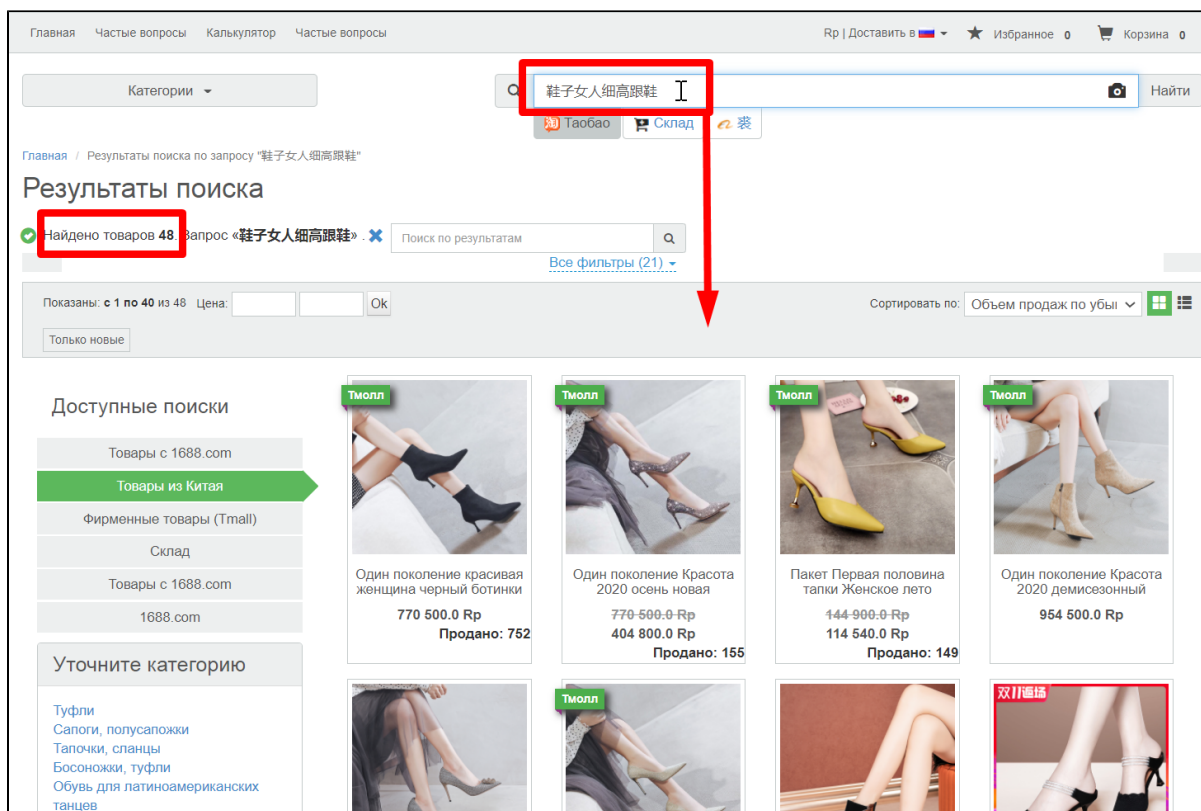 Главная Частые вопросы Калькулятор Частые вопросы Rp | Доставить в Избранное 0 Корзина 0
Категории 鞋子女人细高跟鞋 Найти
淘 Таобао Склад 裘
Главная / Результаты поиска по запросу "鞋子女人细高跟鞋"
Результаты поиска
Найдено товаров 48. Запрос «鞋子女人细高跟鞋» . Поиск по результатам
Все фильтры (21)
Показаны: с 1 по 40 из 48 Цена: Ok Сортировать по: Объем продаж по убыв
Только новые
Доступные поиски
Товары с 1688.com
Товары из Китая
Фирменные товары (Tmall)
Склад
Товары с 1688.com
1688.com
Уточните категорию
Туфли
Сапоги, полусапожки
Тапочки, сланцы
Босоножки, туфли
Обувь для латиноамериканских
танцев
Тмолл
Один поколение красивая
женщина черный ботинки
770 500.0 Rp
Продано: 752
Тмолл
Один поколение Красота
2020 осень новая
770 500.0 Rp
404 800.0 Rp
Продано: 155
Тмолл
Пакет Первая половина
тапки Женское лето
144 900.0 Rp
114 540.0 Rp
Продано: 149
Тмолл
Один поколение Красота
2020 демисезонный
954 500.0 Rp
Тмолл
双11返场